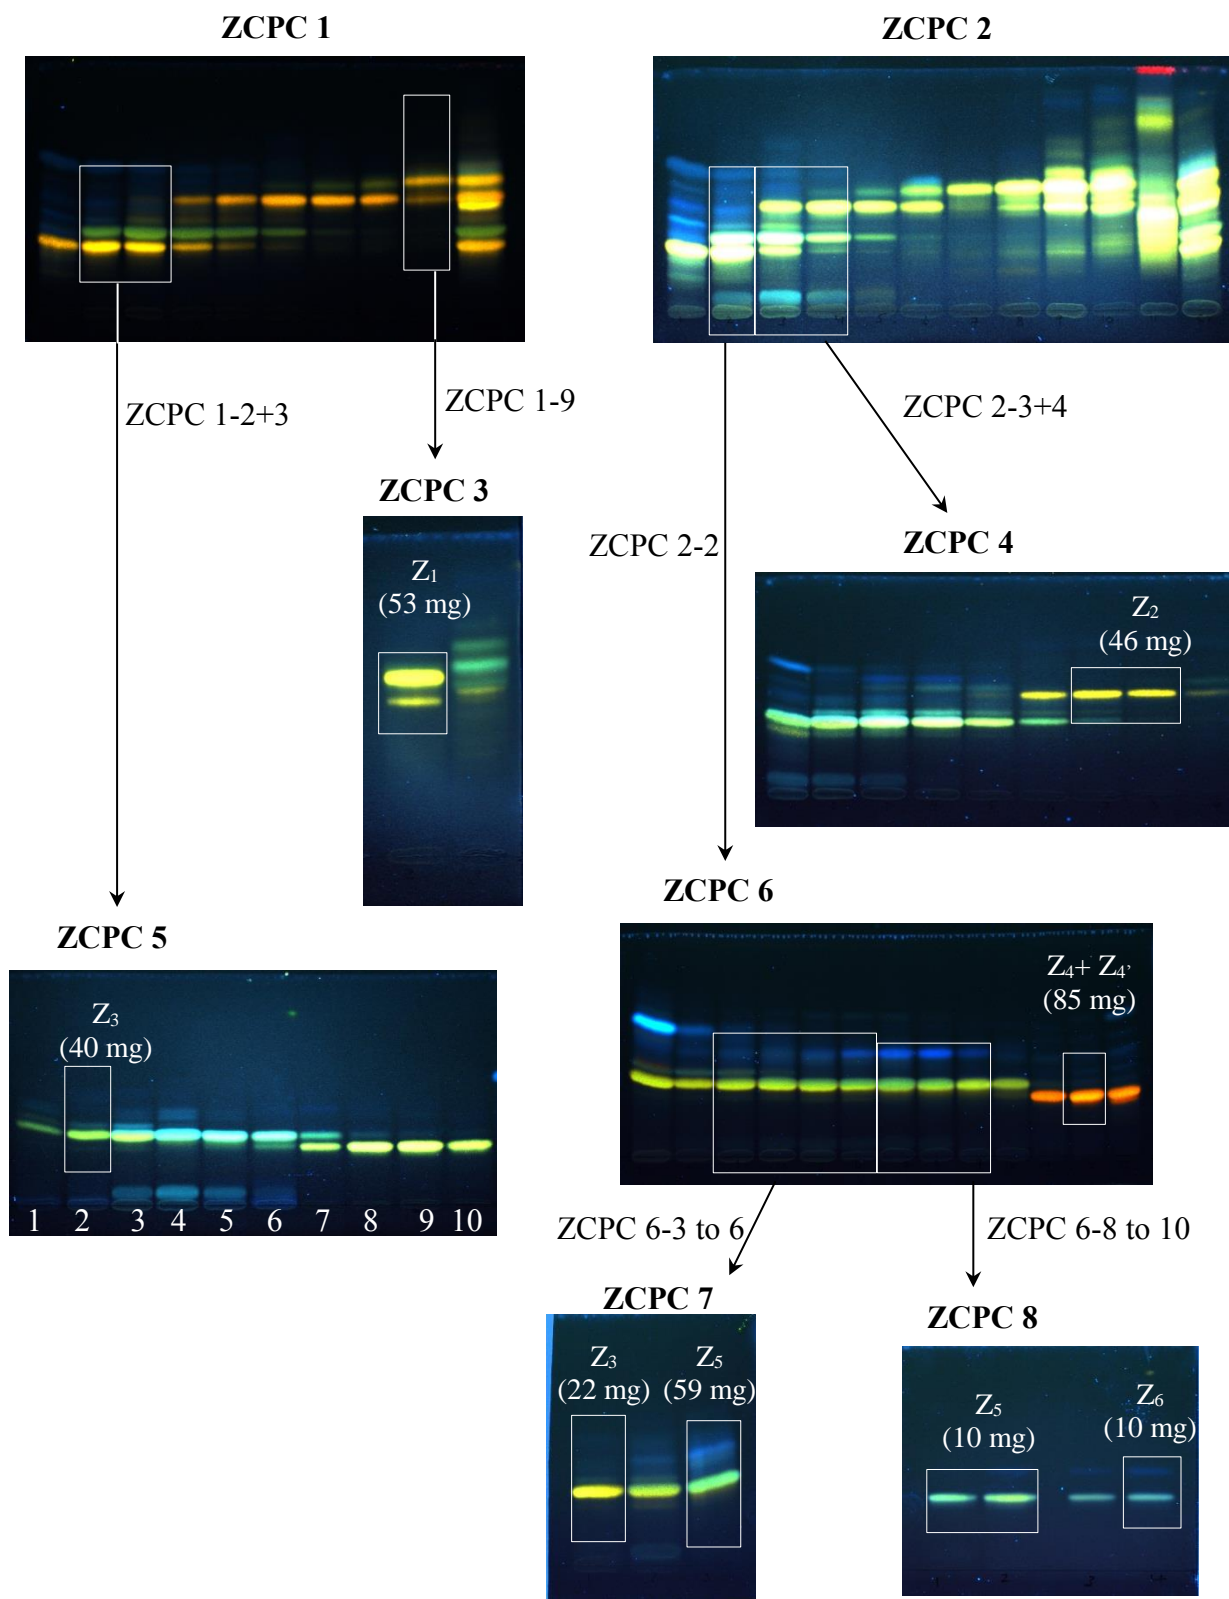 ZCPC 1
ZCPC 2
ZCPC 1-2+3
ZCPC 1-9
ZCPC 2-3+4
ZCPC 3
ZCPC 2-2
ZCPC 4
Z₁
(53 mg)
Z₂
(46 mg)
ZCPC 6
ZCPC 5
Z₃
(40 mg)
Z₄+ Z₄’
(85 mg)
1 2 3 4 5 6 7 8 9 10
ZCPC 6-3 to 6
ZCPC 6-8 to 10
ZCPC 7
ZCPC 8
Z₃
(22 mg)
Z₅
(59 mg)
Z₅
(10 mg)
Z₆
(10 mg)